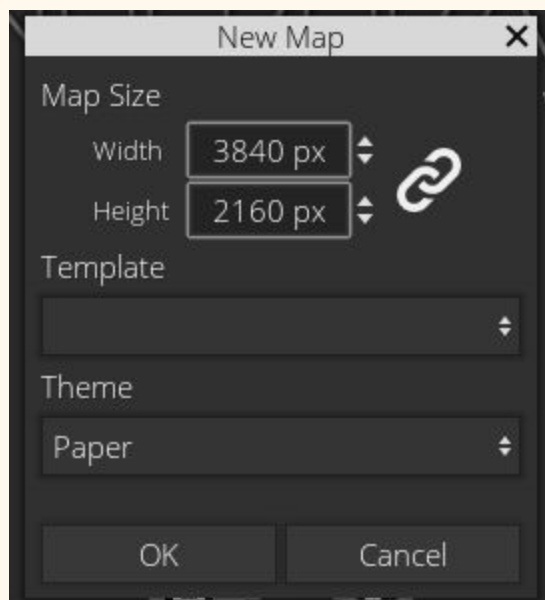 New Map
Map Size
Width 3840 px
Height 2160 px
Template
Theme
Paper
OK Cancel